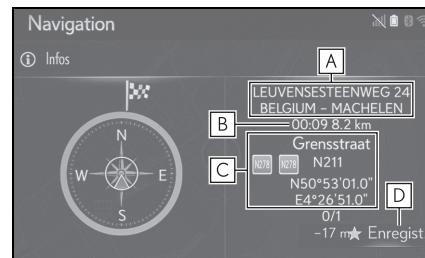 Navigation
Infos
A
LEUVENSESTEENWEG 24
BELGIUM – MACHELEN
B
00:09 8.2 km
Grensstraat
C
N278 N278 N211
N50°53'01.0"
E4°26'51.0"
D
0/1
-17 m Enregist
N
W
E
S